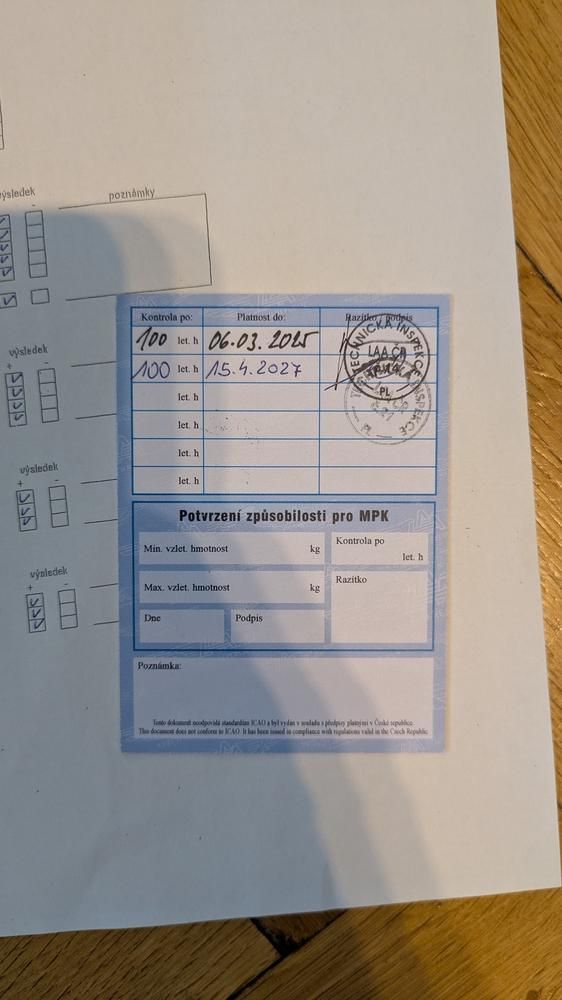 výsledek
poznámky
+ -
výsledek
+ -
výsledek
+ -
výsledek
+ -
Kontrola po: Platnost do: Razítko / podpis
100 let. h 06.03. 2025
100 let. h 15.4.2027
let. h
let. h
let. h
let. h
TECHNICKÁ INSPEKCE
LAA ČR
PL
INSPEKCE
PL
Potvrzení způsobilosti pro MPK
Min. vzlet. hmotnost kg
Kontrola po
let. h
Max. vzlet. hmotnost kg
Razítko
Dne
Podpis
Poznámka:
Tento dokument neodpovídá standardům ICAO a byl vydán v souladu s předpisy platnými v České republice.
This document does not conform to ICAO. It has been issued in compliance with regulations valid in the Czech Republic